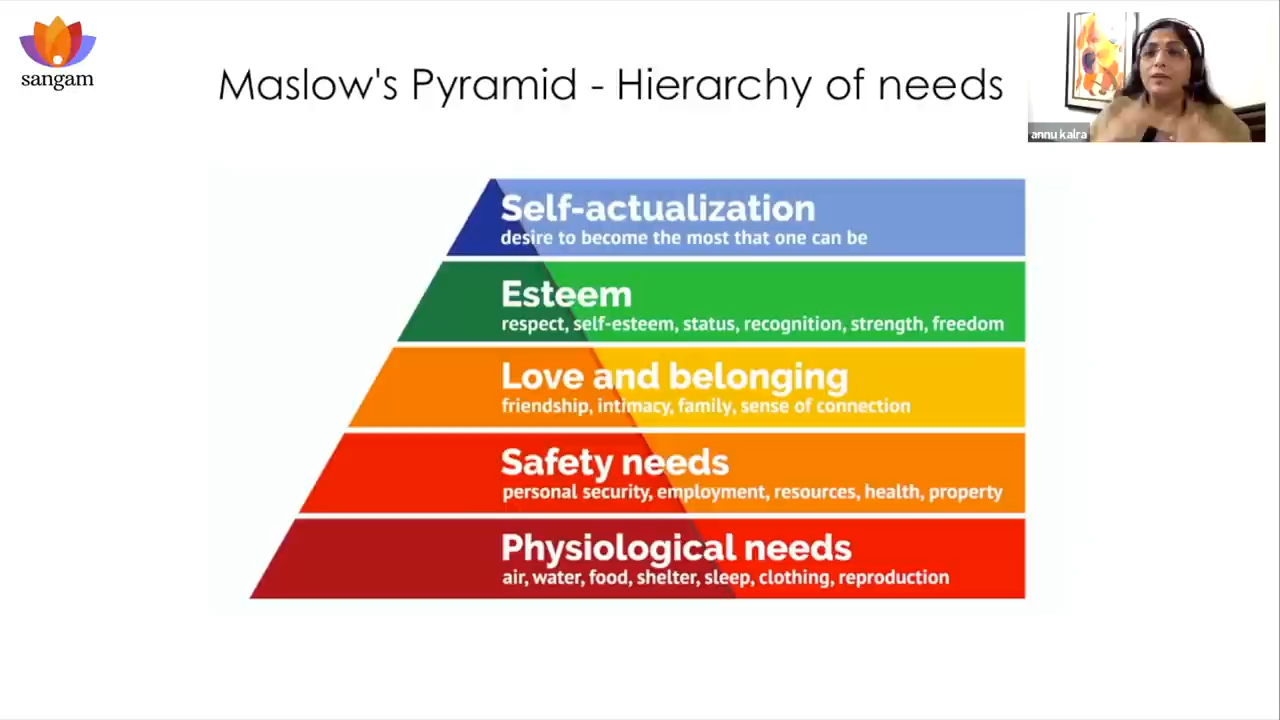 sangam
Maslow's Pyramid - Hierarchy of needs
annu kalra
Self-actualization
desire to become the most that one can be
Esteem
respect, self-esteem, status, recognition, strength, freedom
Love and belonging
friendship, intimacy, family, sense of connection
Safety needs
personal security, employment, resources, health, property
Physiological needs
air, water, food, shelter, sleep, clothing, reproduction